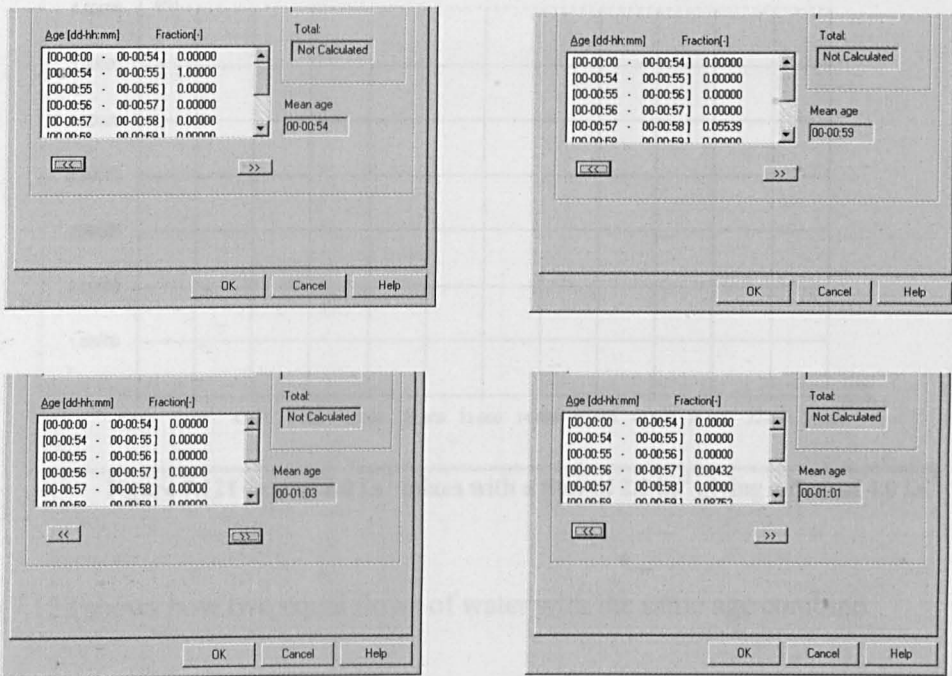 Total:
Age [dd-hh:mm] Fraction[-]
Not Calculated
[00-00:00 - 00-00:54 ] 0.00000
[00-00:54 - 00-00:55 ] 1.00000
[00-00:55 - 00-00:56 ] 0.00000
[00-00:56 - 00-00:57 ] 0.00000
[00-00:57 - 00-00:58 ] 0.00000
Mean age
00-00:54
<< >>
OK Cancel Help
Total:
Age [dd-hh:mm] Fraction[-]
Not Calculated
[00-00:00 - 00-00:54 ] 0.00000
[00-00:54 - 00-00:55 ] 0.00000
[00-00:55 - 00-00:56 ] 0.00000
[00-00:56 - 00-00:57 ] 0.00000
[00-00:57 - 00-00:58 ] 0.05539
Mean age
00-00:59
<< >>
OK Cancel Help
Total:
Age [dd-hh:mm] Fraction[-]
Not Calculated
[00-00:00 - 00-00:54 ] 0.00000
[00-00:54 - 00-00:55 ] 0.00000
[00-00:55 - 00-00:56 ] 0.00000
[00-00:56 - 00-00:57 ] 0.00000
[00-00:57 - 00-00:58 ] 0.00000
Mean age
00-01:03
<< >>
OK Cancel Help
Total:
Age [dd-hh:mm] Fraction[-]
Not Calculated
[00-00:00 - 00-00:54 ] 0.00000
[00-00:54 - 00-00:55 ] 0.00000
[00-00:55 - 00-00:56 ] 0.00000
[00-00:56 - 00-00:57 ] 0.00432
[00-00:57 - 00-00:58 ] 0.00000
Mean age
00-01:01
<< >>
OK Cancel Help